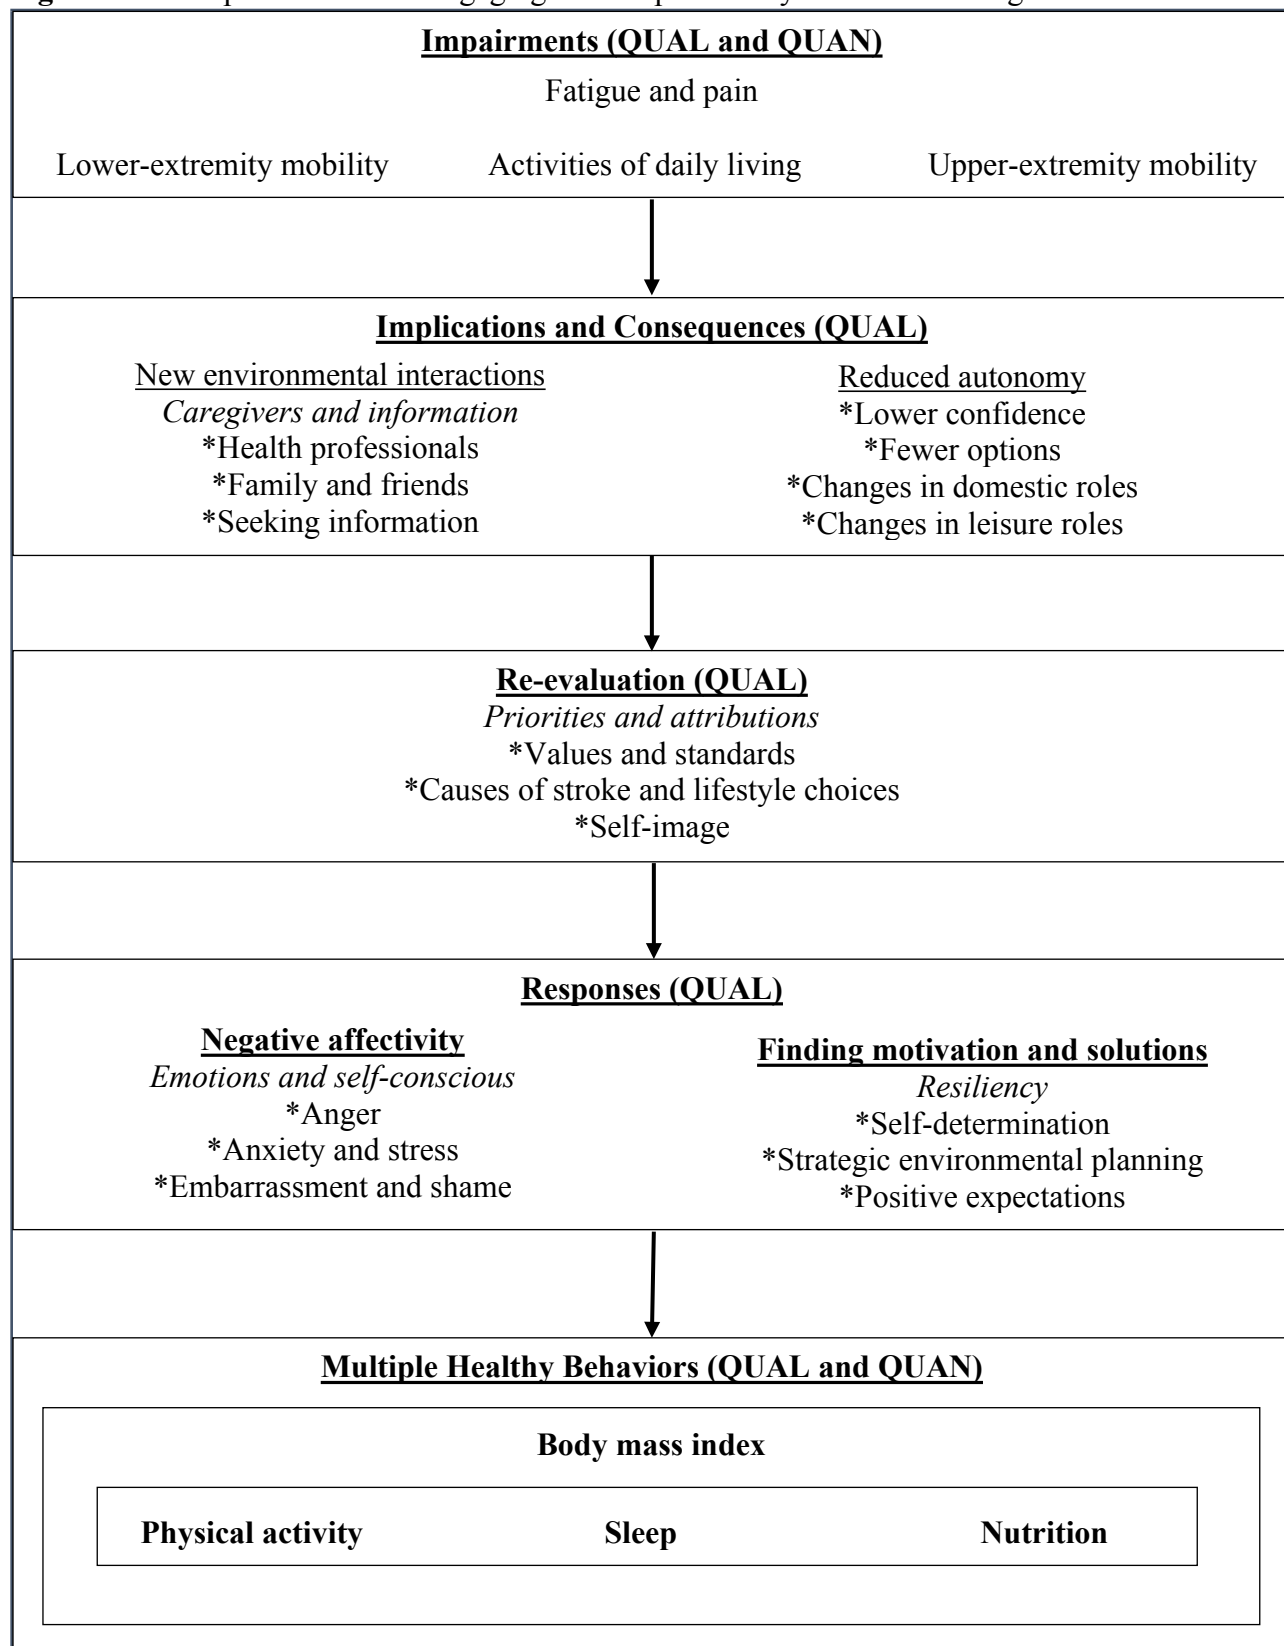 Impairments (QUAL and QUAN)
Fatigue and pain
Lower-extremity mobility Activities of daily living Upper-extremity mobility
Implications and Consequences (QUAL)
New environmental interactions
Caregivers and information
*Health professionals
*Family and friends
*Seeking information
Reduced autonomy
*Lower confidence
*Fewer options
*Changes in domestic roles
*Changes in leisure roles
Re-evaluation (QUAL)
Priorities and attributions
*Values and standards
*Causes of stroke and lifestyle choices
*Self-image
Responses (QUAL)
Negative affectivity
Emotions and self-conscious
*Anger
*Anxiety and stress
*Embarrassment and shame
Finding motivation and solutions
Resiliency
*Self-determination
*Strategic environmental planning
*Positive expectations
Multiple Healthy Behaviors (QUAL and QUAN)
Body mass index
Physical activity Sleep Nutrition